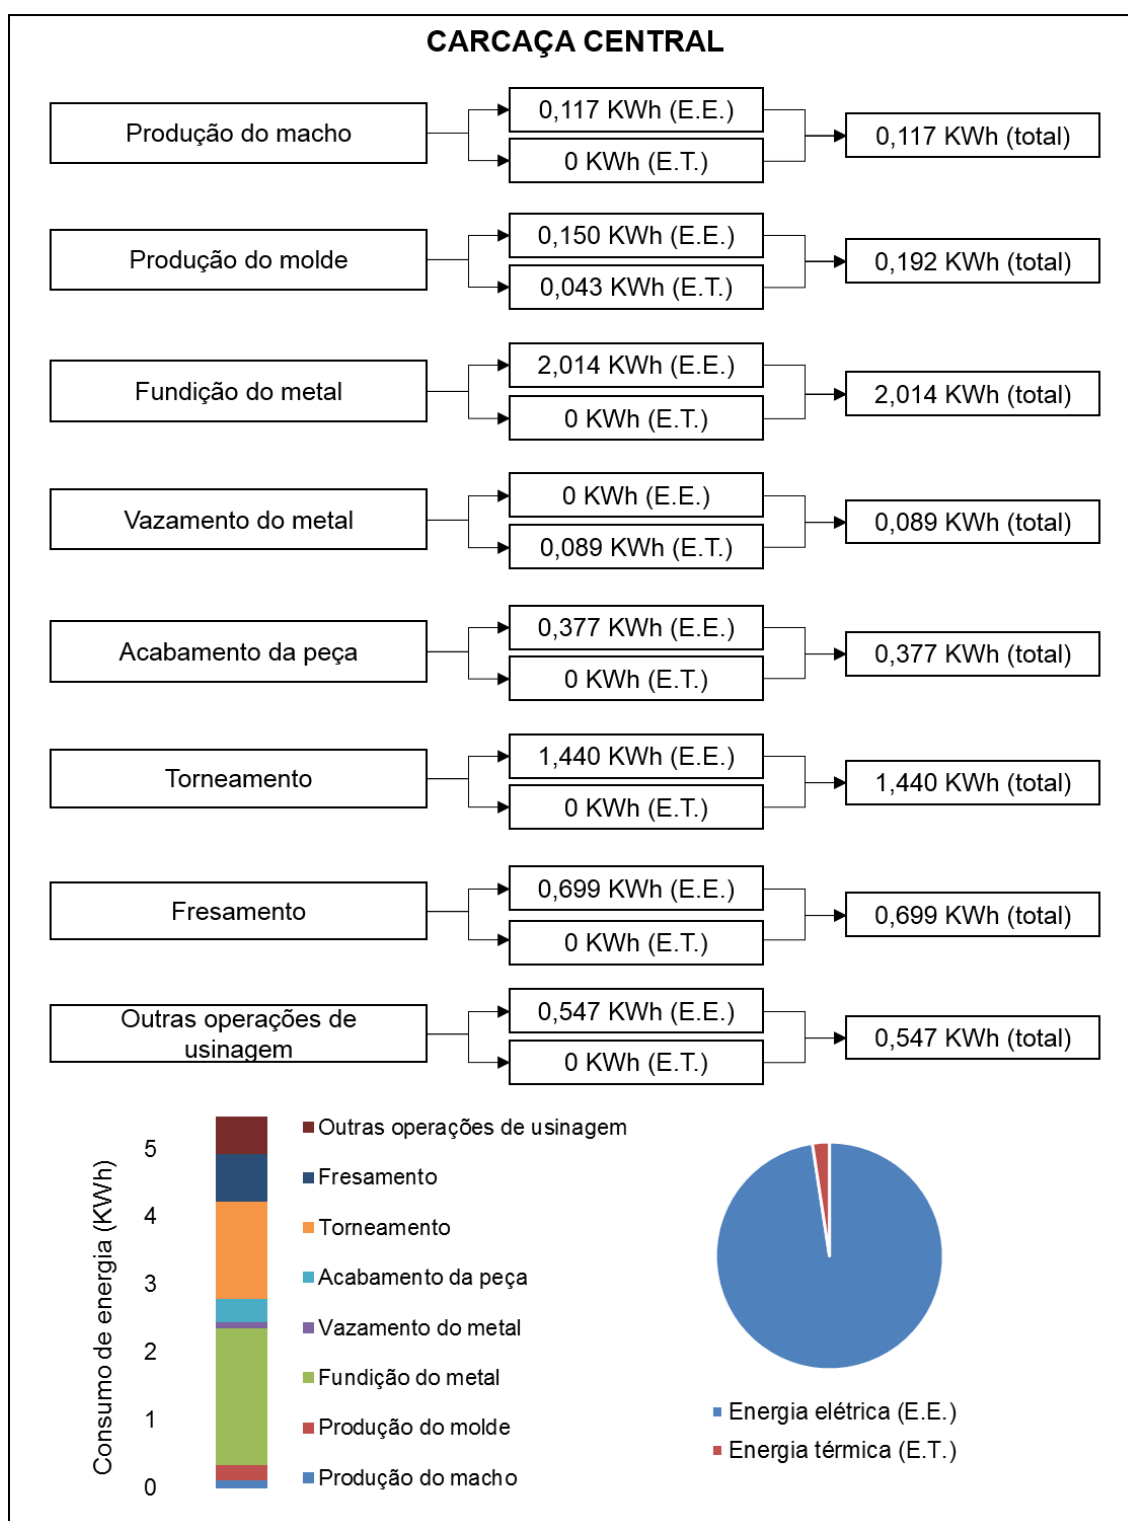 CARCAÇA CENTRAL
Produção do macho
0,117 KWh (E.E.)
0 KWh (E.T.)
0,117 KWh (total)
Produção do molde
0,150 KWh (E.E.)
0,043 KWh (E.T.)
0,192 KWh (total)
Fundição do metal
2,014 KWh (E.E.)
0 KWh (E.T.)
2,014 KWh (total)
Vazamento do metal
0 KWh (E.E.)
0,089 KWh (E.T.)
0,089 KWh (total)
Acabamento da peça
0,377 KWh (E.E.)
0 KWh (E.T.)
0,377 KWh (total)
Torneamento
1,440 KWh (E.E.)
0 KWh (E.T.)
1,440 KWh (total)
Fresamento
0,699 KWh (E.E.)
0 KWh (E.T.)
0,699 KWh (total)
Outras operações de
usinagem
0,547 KWh (E.E.)
0 KWh (E.T.)
0,547 KWh (total)
Consumo de energia (KWh)
5
4
3
2
1
0
Outras operações de usinagem
Fresamento
Torneamento
Acabamento da peça
Vazamento do metal
Fundição do metal
Produção do molde
Produção do macho
Energia elétrica (E.E.)
Energia térmica (E.T.)